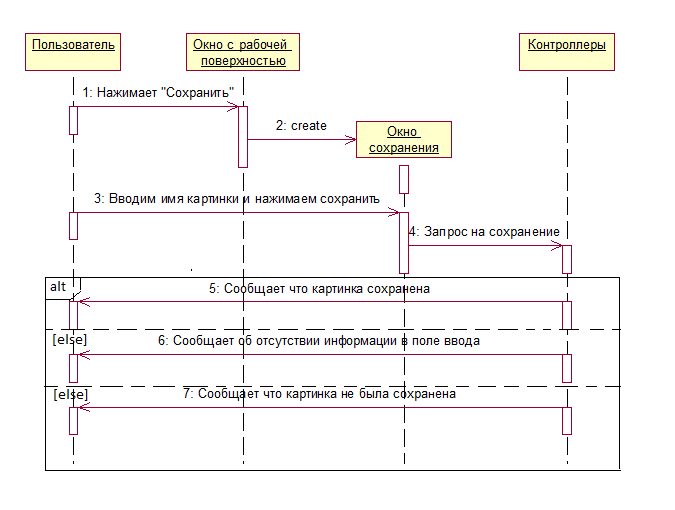 Пользователь
Окно с рабочей
поверхностью
Контроллеры
1: Нажимает "Сохранить"
2: create
Окно
сохранения
3: Вводим имя картинки и нажимаем сохранить
4: Запрос на сохранение
alt
5: Сообщает что картинка сохранена
[else]
6: Сообщает об отсутствии информации в поле ввода
[else]
7: Сообщает что картинка не была сохранена